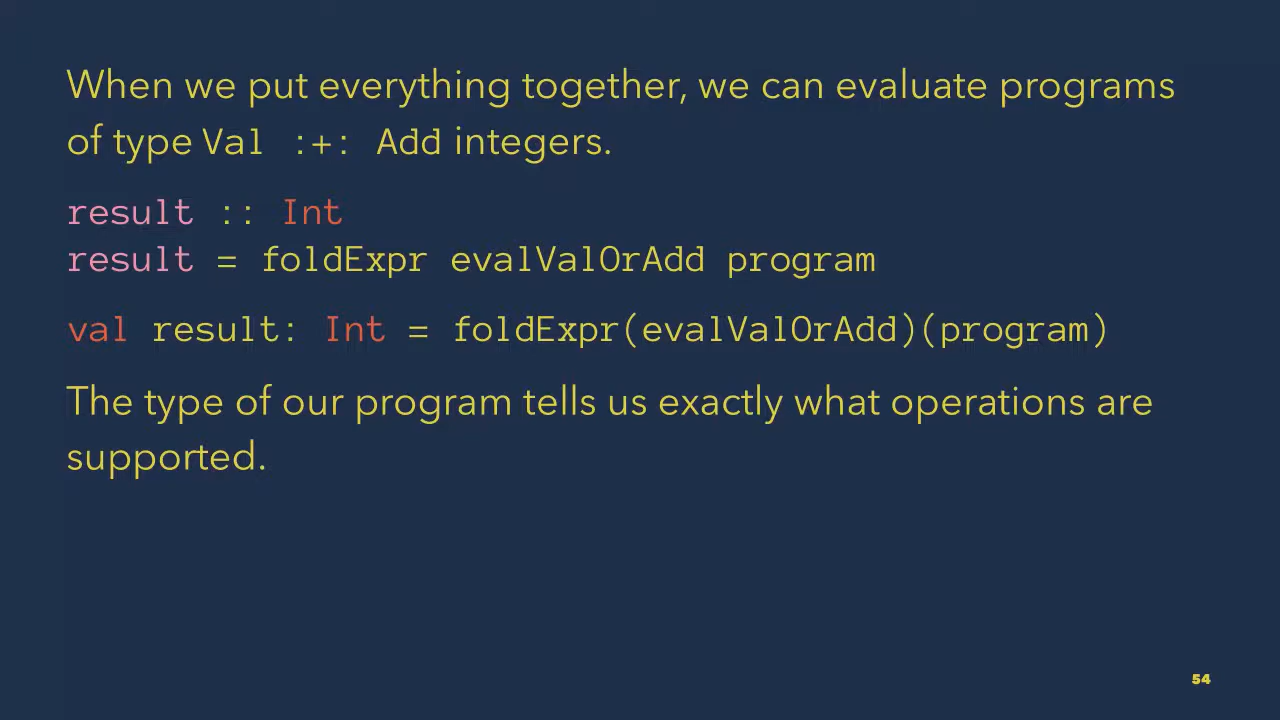 When we put everything together, we can evaluate programs
of type Val :+: Add integers.
result :: Int
result = foldExpr evalValOrAdd program
val result: Int = foldExpr(evalValOrAdd)(program)
The type of our program tells us exactly what operations are
supported.
54